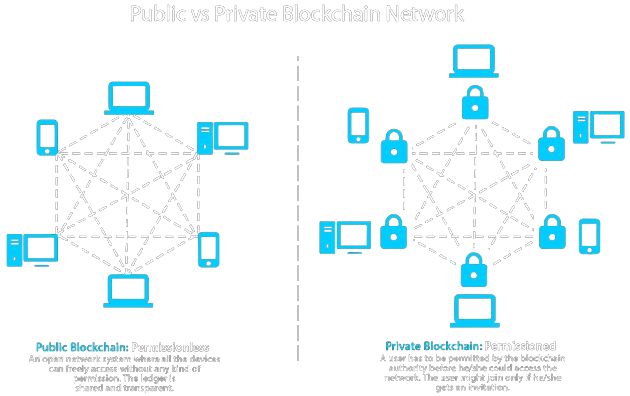 Public vs Private Blockchain Network
Public Blockchain: Permissionless
An open network system where all the devices
can freely access without any kind of
permission. The ledger is
shared and transparent.
Private Blockchain: Permissioned
A user has to be permitted by the blockchain
authority before he/she could access the
network. The user might join only if he/she
gets an invitation.